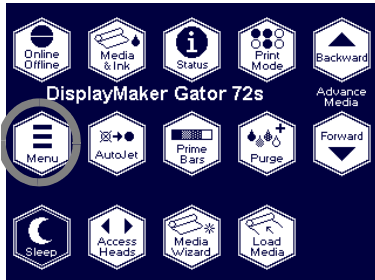 Online
Offline
Media
& Ink
Status
Print
Mode
Backward
DisplayMaker Gator 72s
Advance
Media
Menu
AutoJet
Prime
Bars
Purge
Forward
Sleep
Access
Heads
Media
Wizard
Load
Media